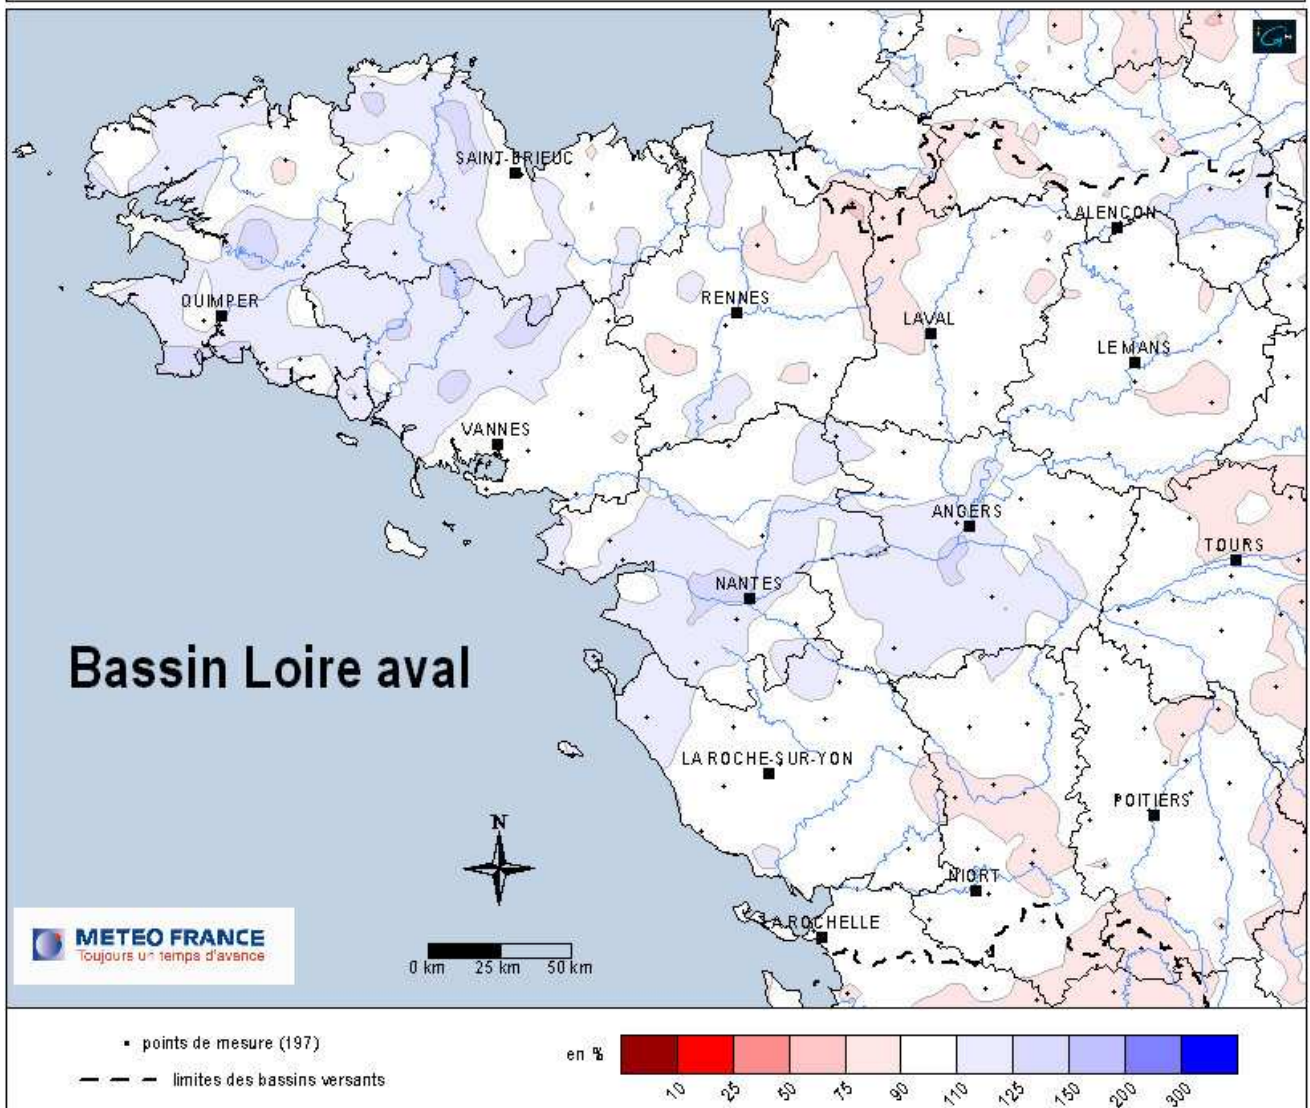 SAINT-BRIEUC
ALENCON
QUIMPER
RENNES
LAVAL
LE MANS
VANNES
ANGERS
TOURS
NANTES
Bassin Loire aval
LA ROCHE-SUR-YON
POITIERS
N
NIORT
LA ROCHELLE
METEO FRANCE
Toujours un temps d'avance
0 km 25 km 50 km
points de mesure (197)
en %
limites des bassins versants
10 25 50 75 90 110 125 150 200 300